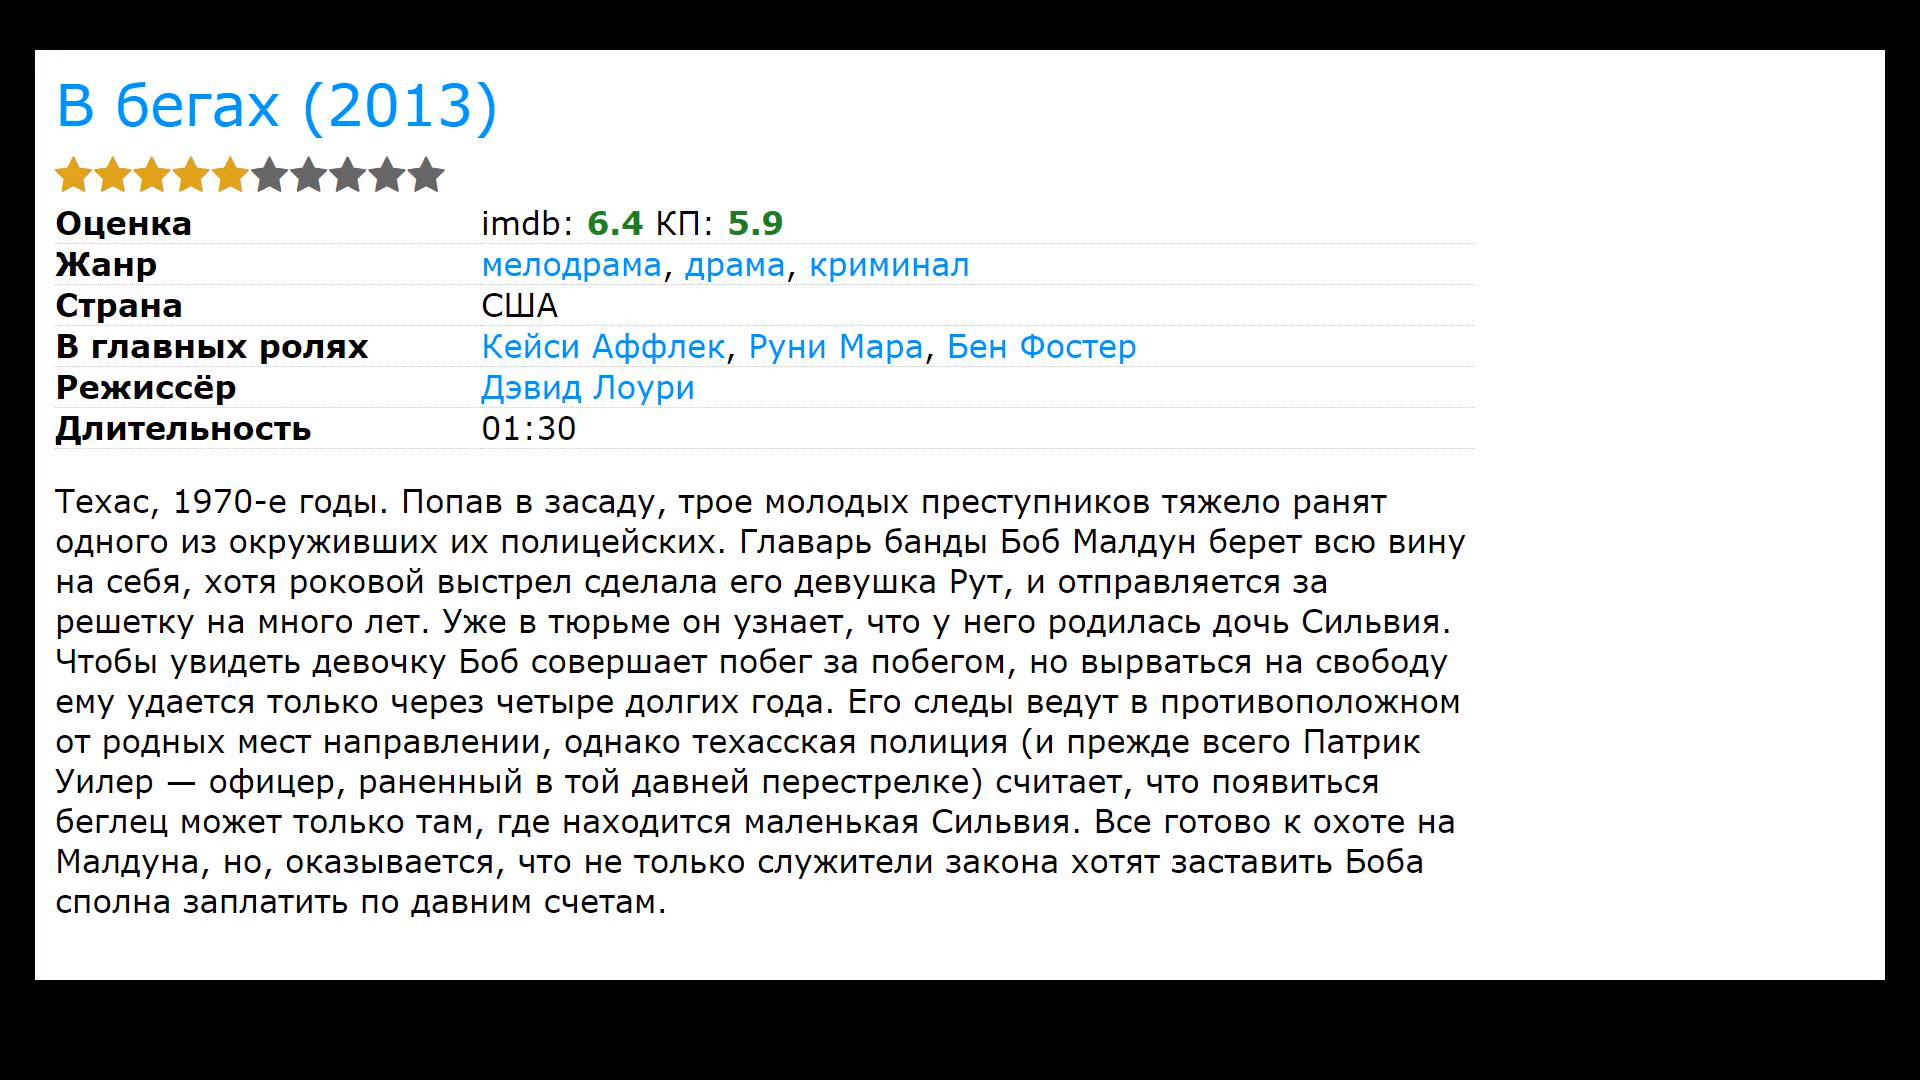 В бегах (2013)
Оценка imdb: 6.4 КП: 5.9
Жанр мелодрама, драма, криминал
Страна США
В главных ролях Кейси Аффлек, Руни Мара, Бен Фостер
Режиссёр Дэвид Лоури
Длительность 01:30
Техас, 1970-е годы. Попав в засаду, трое молодых преступников тяжело ранят
одного из окруживших их полицейских. Главарь банды Боб Малдун берет всю вину
на себя, хотя роковой выстрел сделала его девушка Рут, и отправляется за
решетку на много лет. Уже в тюрьме он узнает, что у него родилась дочь Сильвия.
Чтобы увидеть девочку Боб совершает побег за побегом, но вырваться на свободу
ему удается только через четыре долгих года. Его следы ведут в противоположном
от родных мест направлении, однако техасская полиция (и прежде всего Патрик
Уилер — офицер, раненный в той давней перестрелке) считает, что появиться
беглец может только там, где находится маленькая Сильвия. Все готово к охоте на
Малдуна, но, оказывается, что не только служители закона хотят заставить Боба
сполна заплатить по давним счетам.